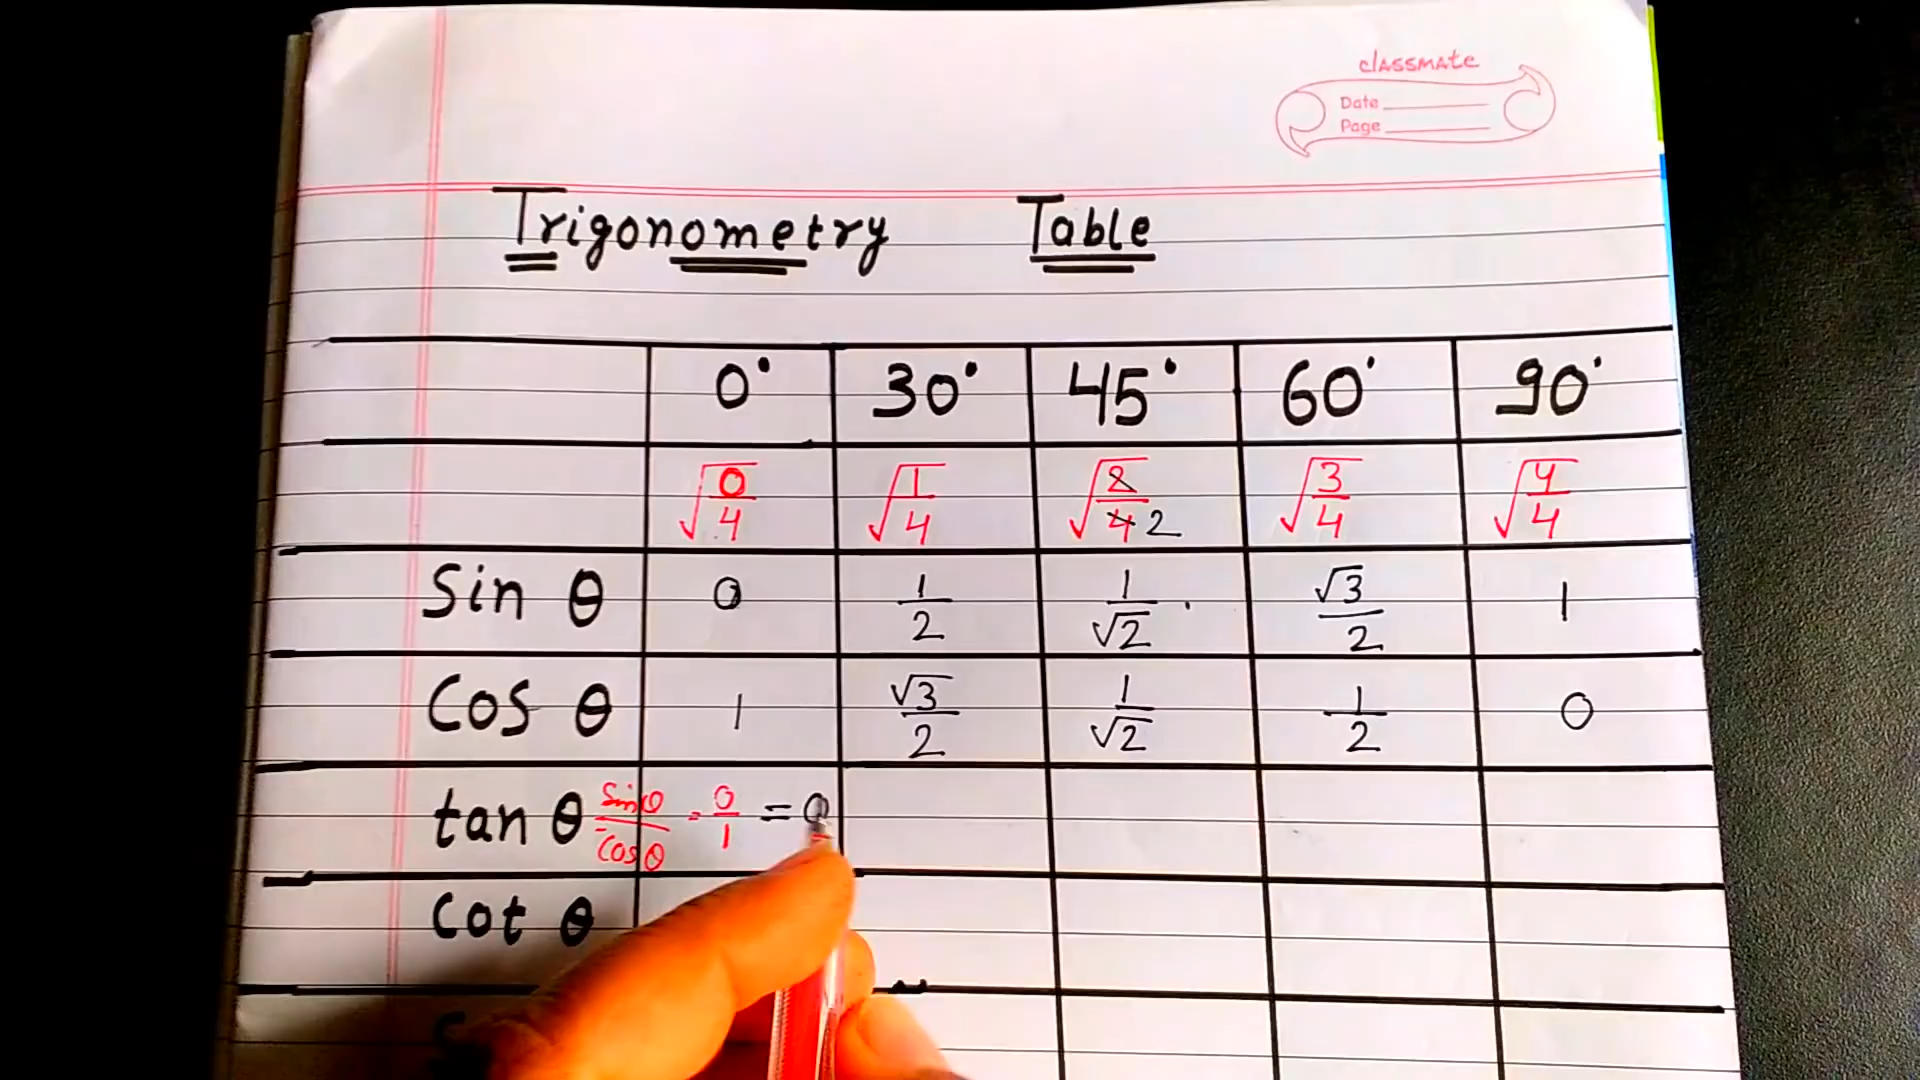 classmate
Date
Page
Trigonometry Table
0° 30° 45° 60° 90°
√0/4 √1/4 √2/4 2 √3/4 √4/4
Sin θ 0 1/2 1/√2 . √3/2 1
Cos θ 1 √3/2 1/√2 1/2 0
tan θ sinθ/cosθ = 0/1 = 0
Cot θ